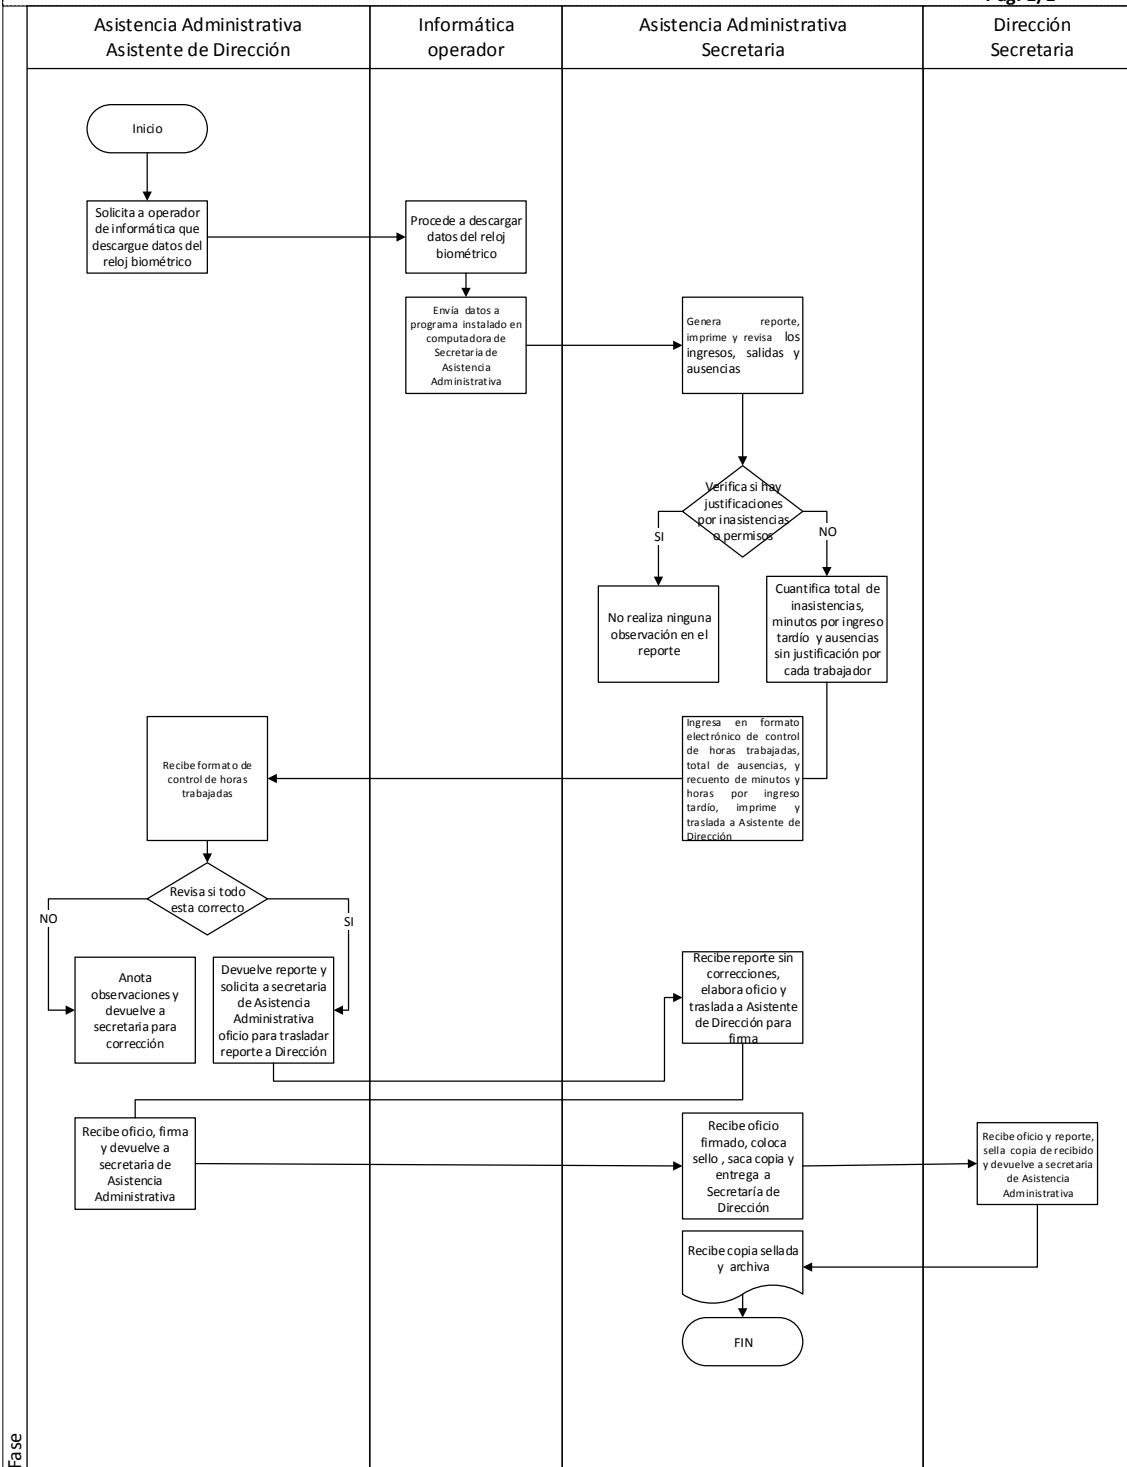 Asistencia Administrativa
Asistente de Dirección
Informática
operador
Asistencia Administrativa
Secretaria
Dirección
Secretaria
Inicio
Solicita a operador
de informática que
descargue datos del
reloj biométrico
Procede a descargar
datos del reloj
biométrico
Envía datos a
programa instalado en
computadora de
Secretaria de
Asistencia
Administrativa
Genera reporte,
imprime y revisa los
ingresos, salidas y
ausencias
Verifica si hay
justificaciones
por inasistencias
o permisos
SI
NO
No realiza ninguna
observación en el
reporte
Cuantifica total de
inasistencias,
minutos por ingreso
tardío y ausencias
sin justificación por
cada trabajador
Ingresa en formato
electrónico de control
de horas trabajadas,
total de ausencias, y
recuento de minutos y
horas por ingreso
tardío, imprime y
traslada a Asistente de
Dirección
Recibe formato de
control de horas
trabajadas
Revisa si todo
esta correcto
NO
SI
Anota
observaciones y
devuelve a
secretaria para
corrección
Devuelve reporte y
solicita a secretaria
de Asistencia
Administrativa
oficio para trasladar
reporte a Dirección
Recibe reporte sin
correcciones,
elabora oficio y
traslada a Asistente
de Dirección para
firma
Recibe oficio, firma
y devuelve a
secretaria de
Asistencia
Administrativa
Recibe oficio
firmado, coloca
sello , saca copia y
entrega a
Secretaría de
Dirección
Recibe oficio y reporte,
sella copia de recibido
y devuelve a secretaria
de Asistencia
Administrativa
Recibe copia sellada
y archiva
FIN
Fase